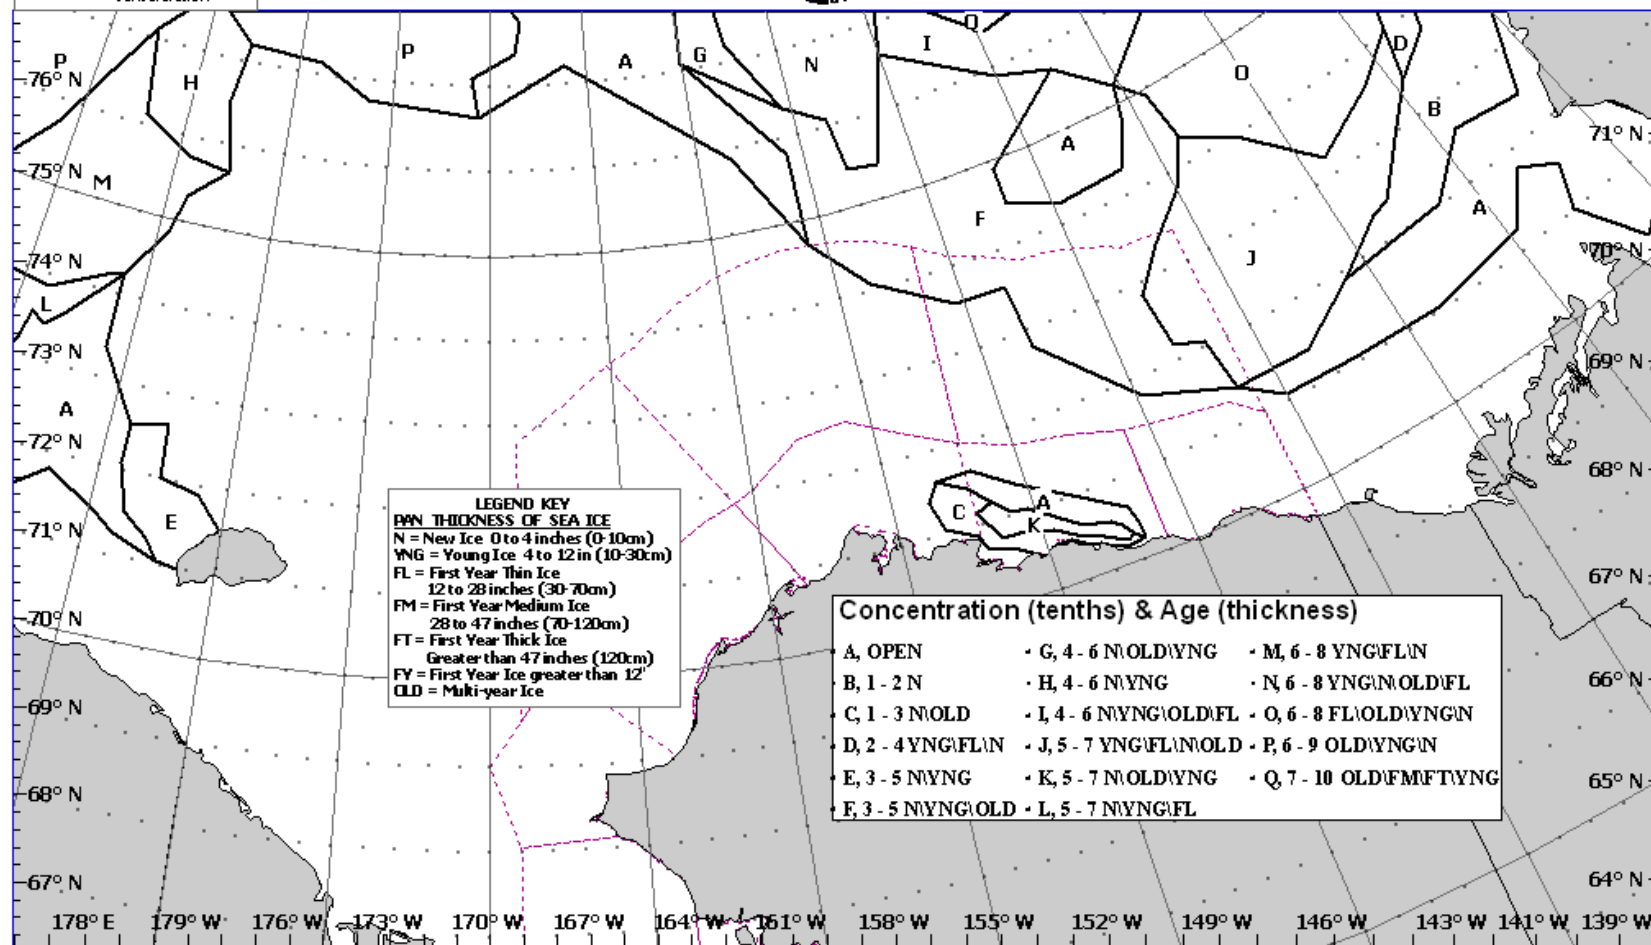 P
H
P
A
G
N
I
Q
O
D
B
A
M
F
A
J
L
A
E
C
A
K
76° N
75° N
74° N
73° N
72° N
71° N
70° N
69° N
68° N
67° N
71° N
70° N
69° N
68° N
67° N
66° N
65° N
64° N
LEGEND KEY
PAN THICKNESS OF SEA ICE
N = New Ice 0 to 4 inches (0-10cm)
YNG = Young Ice 4 to 12 in (10-30cm)
FL = First Year Thin Ice
12 to 28 inches (30-70cm)
FM = First Year Medium Ice
28 to 47 inches (70-120cm)
FT = First Year Thick Ice
Greater than 47 inches (120cm)
FY = First Year Ice greater than 12"
OLD = Multi-year Ice
Concentration (tenths) & Age (thickness)
A, OPEN
B, 1 - 2 N
C, 1 - 3 N\OLD
D, 2 - 4 YNG\FL\N
E, 3 - 5 N\YNG
F, 3 - 5 N\YNG\OLD
G, 4 - 6 N\OLD\YNG
H, 4 - 6 N\YNG
I, 4 - 6 N\YNG\OLD\FL
J, 5 - 7 YNG\FL\N\OLD
K, 5 - 7 N\OLD\YNG
L, 5 - 7 N\YNG\FL
M, 6 - 8 YNG\FL\N
N, 6 - 8 YNG\N\OLD\FL
O, 6 - 8 FL\OLD\YNG\N
P, 6 - 9 OLD\YNG\N
Q, 7 - 10 OLD\FM\FT\YNG
178° E 179° W 176° W 173° W 170° W 167° W 164° W 161° W 158° W 155° W 152° W 149° W 146° W 143° W 141° W 139° W